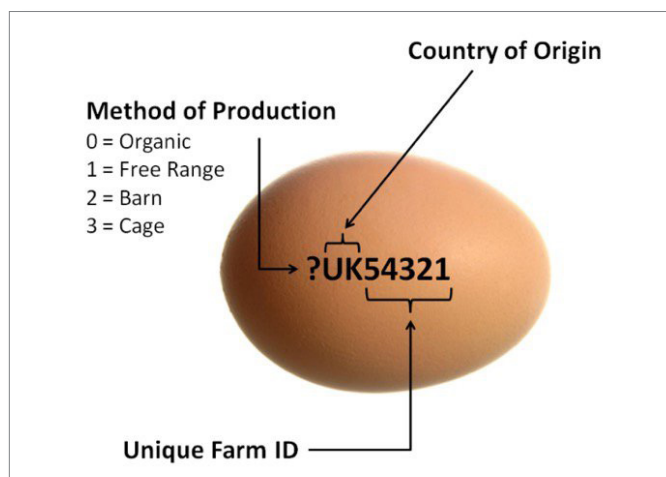 Country of Origin
Method of Production
0 = Organic
1 = Free Range
2 = Barn
3 = Cage
?UK54321
Unique Farm ID